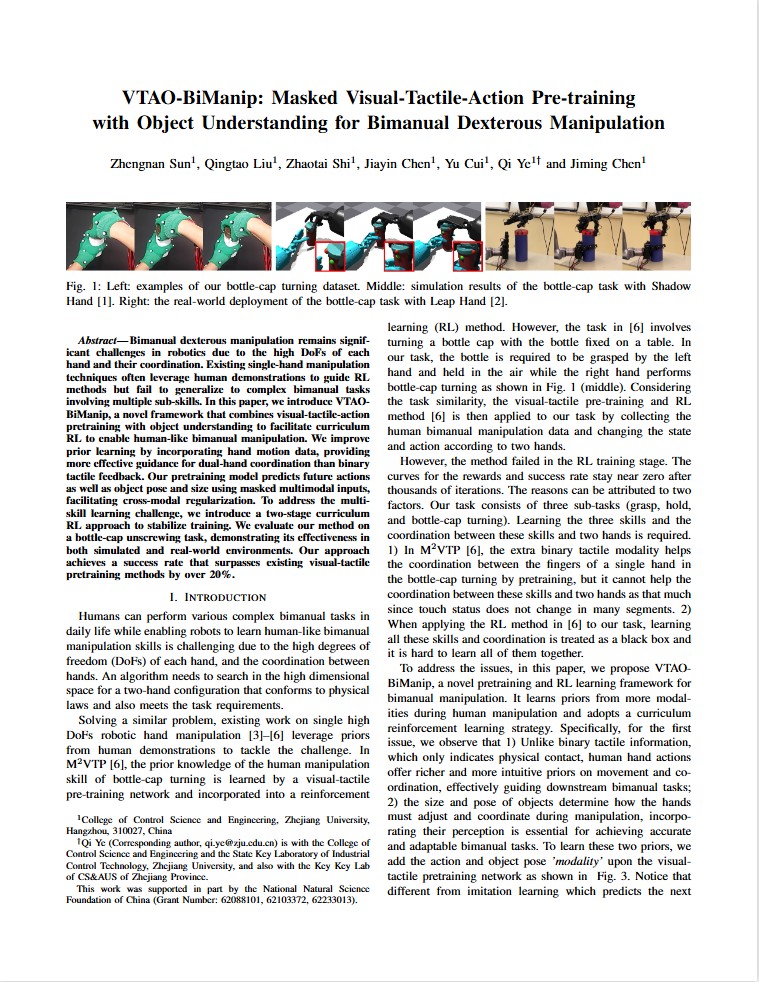 VTAO-BiManip: Masked Visual-Tactile-Action Pre-training
with Object Understanding for Bimanual Dexterous Manipulation
Zhengnan Sun1, Qingtao Liu1, Zhaotai Shi1, Jiayin Chen1, Yu Cui1, Qi Ye1† and Jiming Chen1
Fig. 1: Left: examples of our bottle-cap turning dataset. Middle: simulation results of the bottle-cap task with Shadow
Hand [1]. Right: the real-world deployment of the bottle-cap task with Leap Hand [2].
Abstract—Bimanual dexterous manipulation remains signif-
icant challenges in robotics due to the high DoFs of each
hand and their coordination. Existing single-hand manipulation
techniques often leverage human demonstrations to guide RL
methods but fail to generalize to complex bimanual tasks
involving multiple sub-skills. In this paper, we introduce VTAO-
BiManip, a novel framework that combines visual-tactile-action
pretraining with object understanding to facilitate curriculum
RL to enable human-like bimanual manipulation. We improve
prior learning by incorporating hand motion data, providing
more effective guidance for dual-hand coordination than binary
tactile feedback. Our pretraining model predicts future actions
as well as object pose and size using masked multimodal inputs,
facilitating cross-modal regularization. To address the multi-
skill learning challenge, we introduce a two-stage curriculum
RL approach to stabilize training. We evaluate our method on
a bottle-cap unscrewing task, demonstrating its effectiveness in
both simulated and real-world environments. Our approach
achieves a success rate that surpasses existing visual-tactile
pretraining methods by over 20%.
I. INTRODUCTION
Humans can perform various complex bimanual tasks in
daily life while enabling robots to learn human-like bimanual
manipulation skills is challenging due to the high degrees of
freedom (DoFs) of each hand, and the coordination between
hands. An algorithm needs to search in the high dimensional
space for a two-hand configuration that conforms to physical
laws and also meets the task requirements.
Solving a similar problem, existing work on single high
DoFs robotic hand manipulation [3]–[6] leverage priors
from human demonstrations to tackle the challenge. In
M2VTP [6], the prior knowledge of the human manipulation
skill of bottle-cap turning is learned by a visual-tactile
pre-training network and incorporated into a reinforcement
1College of Control Science and Engineering, Zhejiang University,
Hangzhou, 310027, China
†Qi Ye (Corresponding author, qi.ye@zju.edu.cn) is with the College of
Control Science and Engineering and the State Key Laboratory of Industrial
Control Technology, Zhejiang University, and also with the Key Key Lab
of CS&AUS of Zhejiang Province.
This work was supported in part by the National Natural Science
Foundation of China (Grant Number: 62088101, 62103372, 62233013).
learning (RL) method. However, the task in [6] involves
turning a bottle cap with the bottle fixed on a table. In
our task, the bottle is required to be grasped by the left
hand and held in the air while the right hand performs
bottle-cap turning as shown in Fig. 1 (middle). Considering
the task similarity, the visual-tactile pre-training and RL
method [6] is then applied to our task by collecting the
human bimanual manipulation data and changing the state
and action according to two hands.
However, the method failed in the RL training stage. The
curves for the rewards and success rate stay near zero after
thousands of iterations. The reasons can be attributed to two
factors. Our task consists of three sub-tasks (grasp, hold,
and bottle-cap turning). Learning the three skills and the
coordination between these skills and two hands is required.
1) In M2VTP [6], the extra binary tactile modality helps
the coordination between the fingers of a single hand in
the bottle-cap turning by pretraining, but it cannot help the
coordination between these skills and two hands as that much
since touch status does not change in many segments. 2)
When applying the RL method in [6] to our task, learning
all these skills and coordination is treated as a black box and
it is hard to learn all of them together.
To address the issues, in this paper, we propose VTAO-
BiManip, a novel pretraining and RL learning framework for
bimanual manipulation. It learns priors from more modal-
ities during human manipulation and adopts a curriculum
reinforcement learning strategy. Specifically, for the first
issue, we observe that 1) Unlike binary tactile information,
which only indicates physical contact, human hand actions
offer richer and more intuitive priors on movement and co-
ordination, effectively guiding downstream bimanual tasks;
2) the size and pose of objects determine how the hands
must adjust and coordinate during manipulation, incorpo-
rating their perception is essential for achieving accurate
and adaptable bimanual tasks. To learn these two priors, we
add the action and object pose 'modality' upon the visual-
tactile pretraining network as shown in Fig. 3. Notice that
different from imitation learning which predicts the next